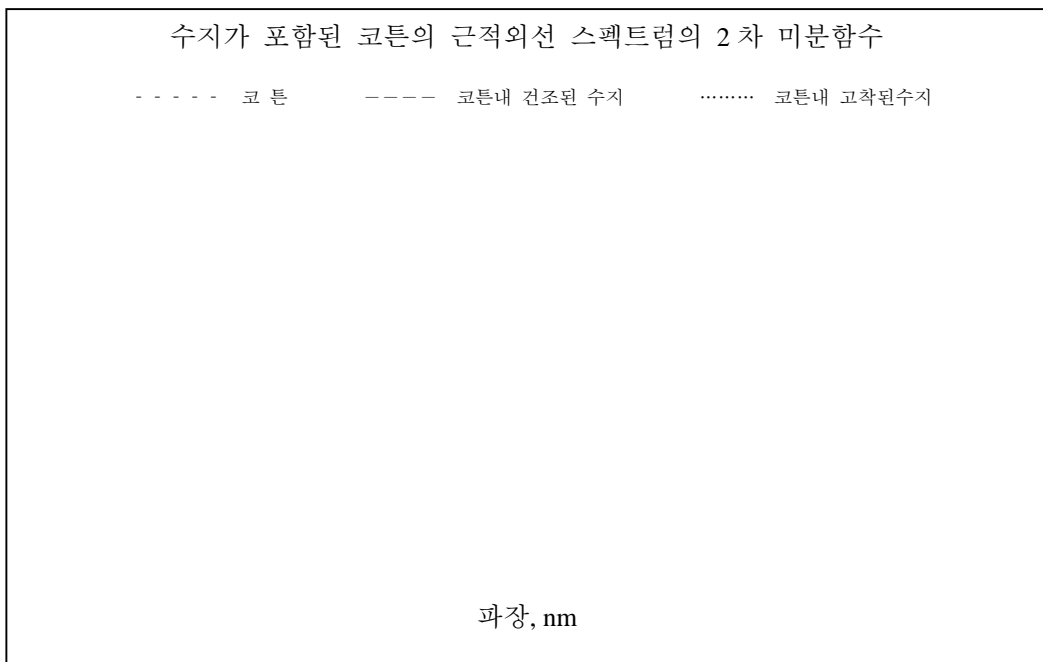 수지가 포함된 코튼의 근적외선 스펙트럼의 2차 미분함수
- - - - - 코 튼 ―――― 코튼내 건조된 수지 ⋯⋯⋯ 코튼내 고착된수지
파장, nm